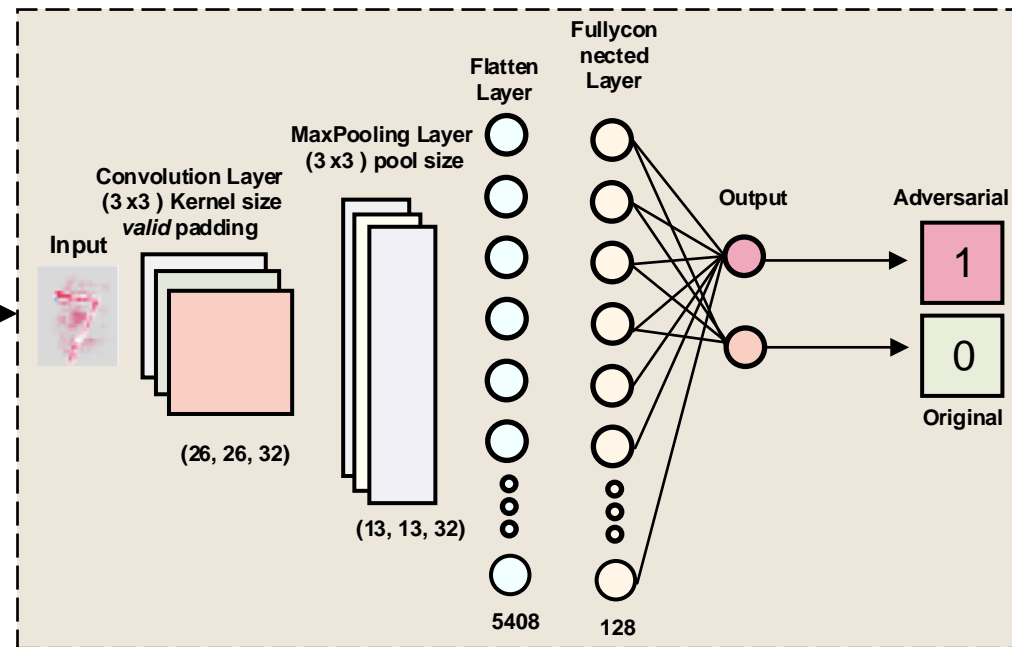 Input
Convolution Layer
(3 x3 ) Kernel size
valid padding
(26, 26, 32)
MaxPooling Layer
(3 x3 ) pool size
(13, 13, 32)
Flatten
Layer
5408
Fullycon
nected
Layer
128
Output
Adversarial
1
0
Original